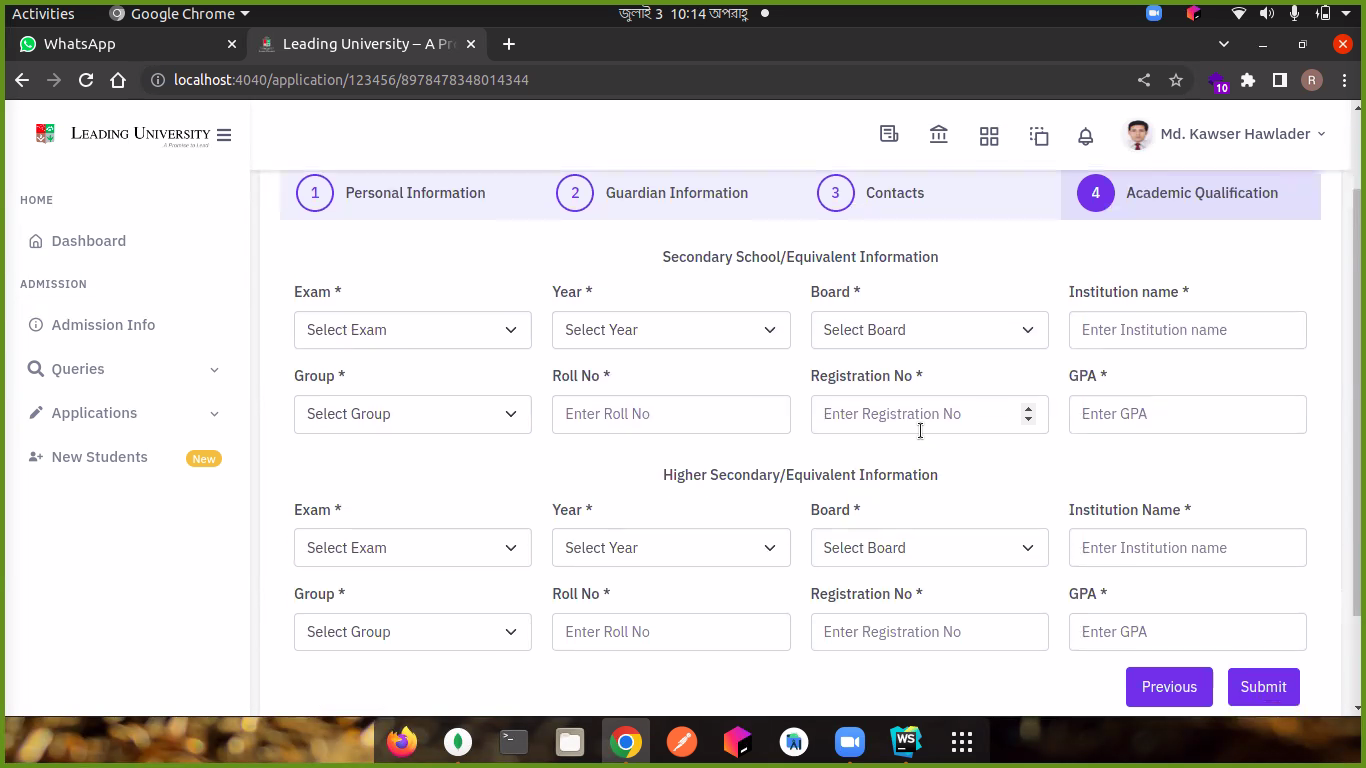 Activities Google Chrome জুলাই 3 10:14 অপরাহ্ণ
WhatsApp Leading University – A Pr
localhost:4040/application/123456/8978478348014344 10 R
LEADING UNIVERSITY
A Promise to Lead
Md. Kawser Hawlader
HOME
Dashboard
ADMISSION
Admission Info
Queries
Applications
New Students New
1 Personal Information 2 Guardian Information 3 Contacts 4 Academic Qualification
Secondary School/Equivalent Information
Exam * Year * Board * Institution name *
Select Exam Select Year Select Board Enter Institution name
Group * Roll No * Registration No * GPA *
Select Group Enter Roll No Enter Registration No Enter GPA
Higher Secondary/Equivalent Information
Exam * Year * Board * Institution Name *
Select Exam Select Year Select Board Enter Institution name
Group * Roll No * Registration No * GPA *
Select Group Enter Roll No Enter Registration No Enter GPA
Previous Submit
WS